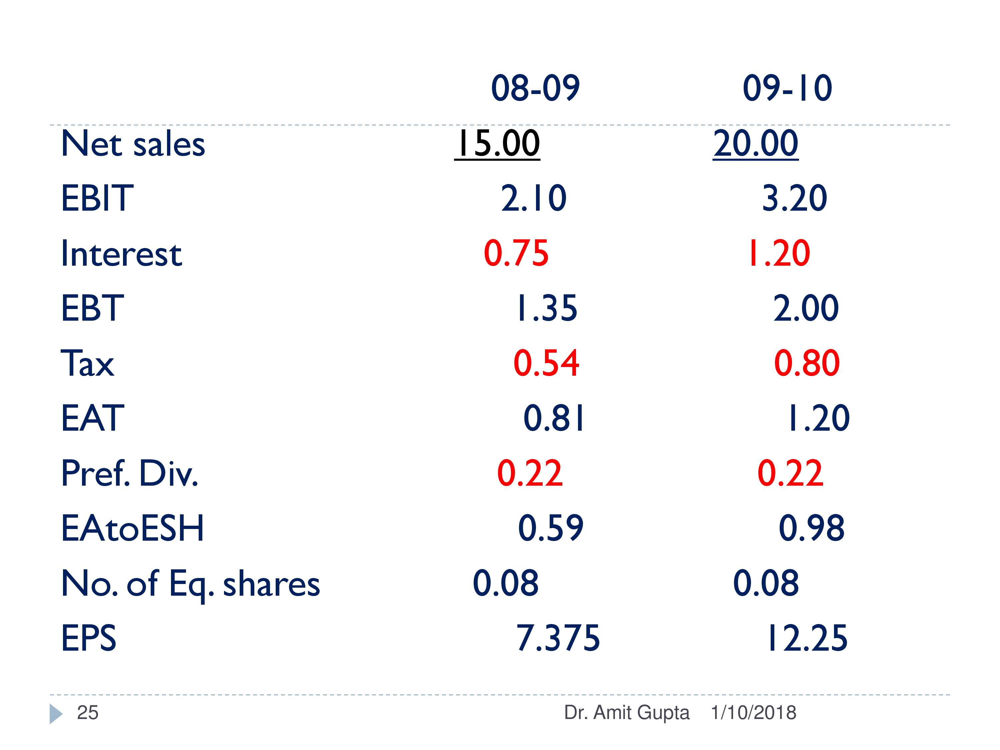 08-09 09-10
Net sales 15.00 20.00
EBIT 2.10 3.20
Interest 0.75 1.20
EBT 1.35 2.00
Tax 0.54 0.80
EAT 0.81 1.20
Pref. Div. 0.22 0.22
EAtoESH 0.59 0.98
No. of Eq. shares 0.08 0.08
EPS 7.375 12.25
25 Dr. Amit Gupta 1/10/2018